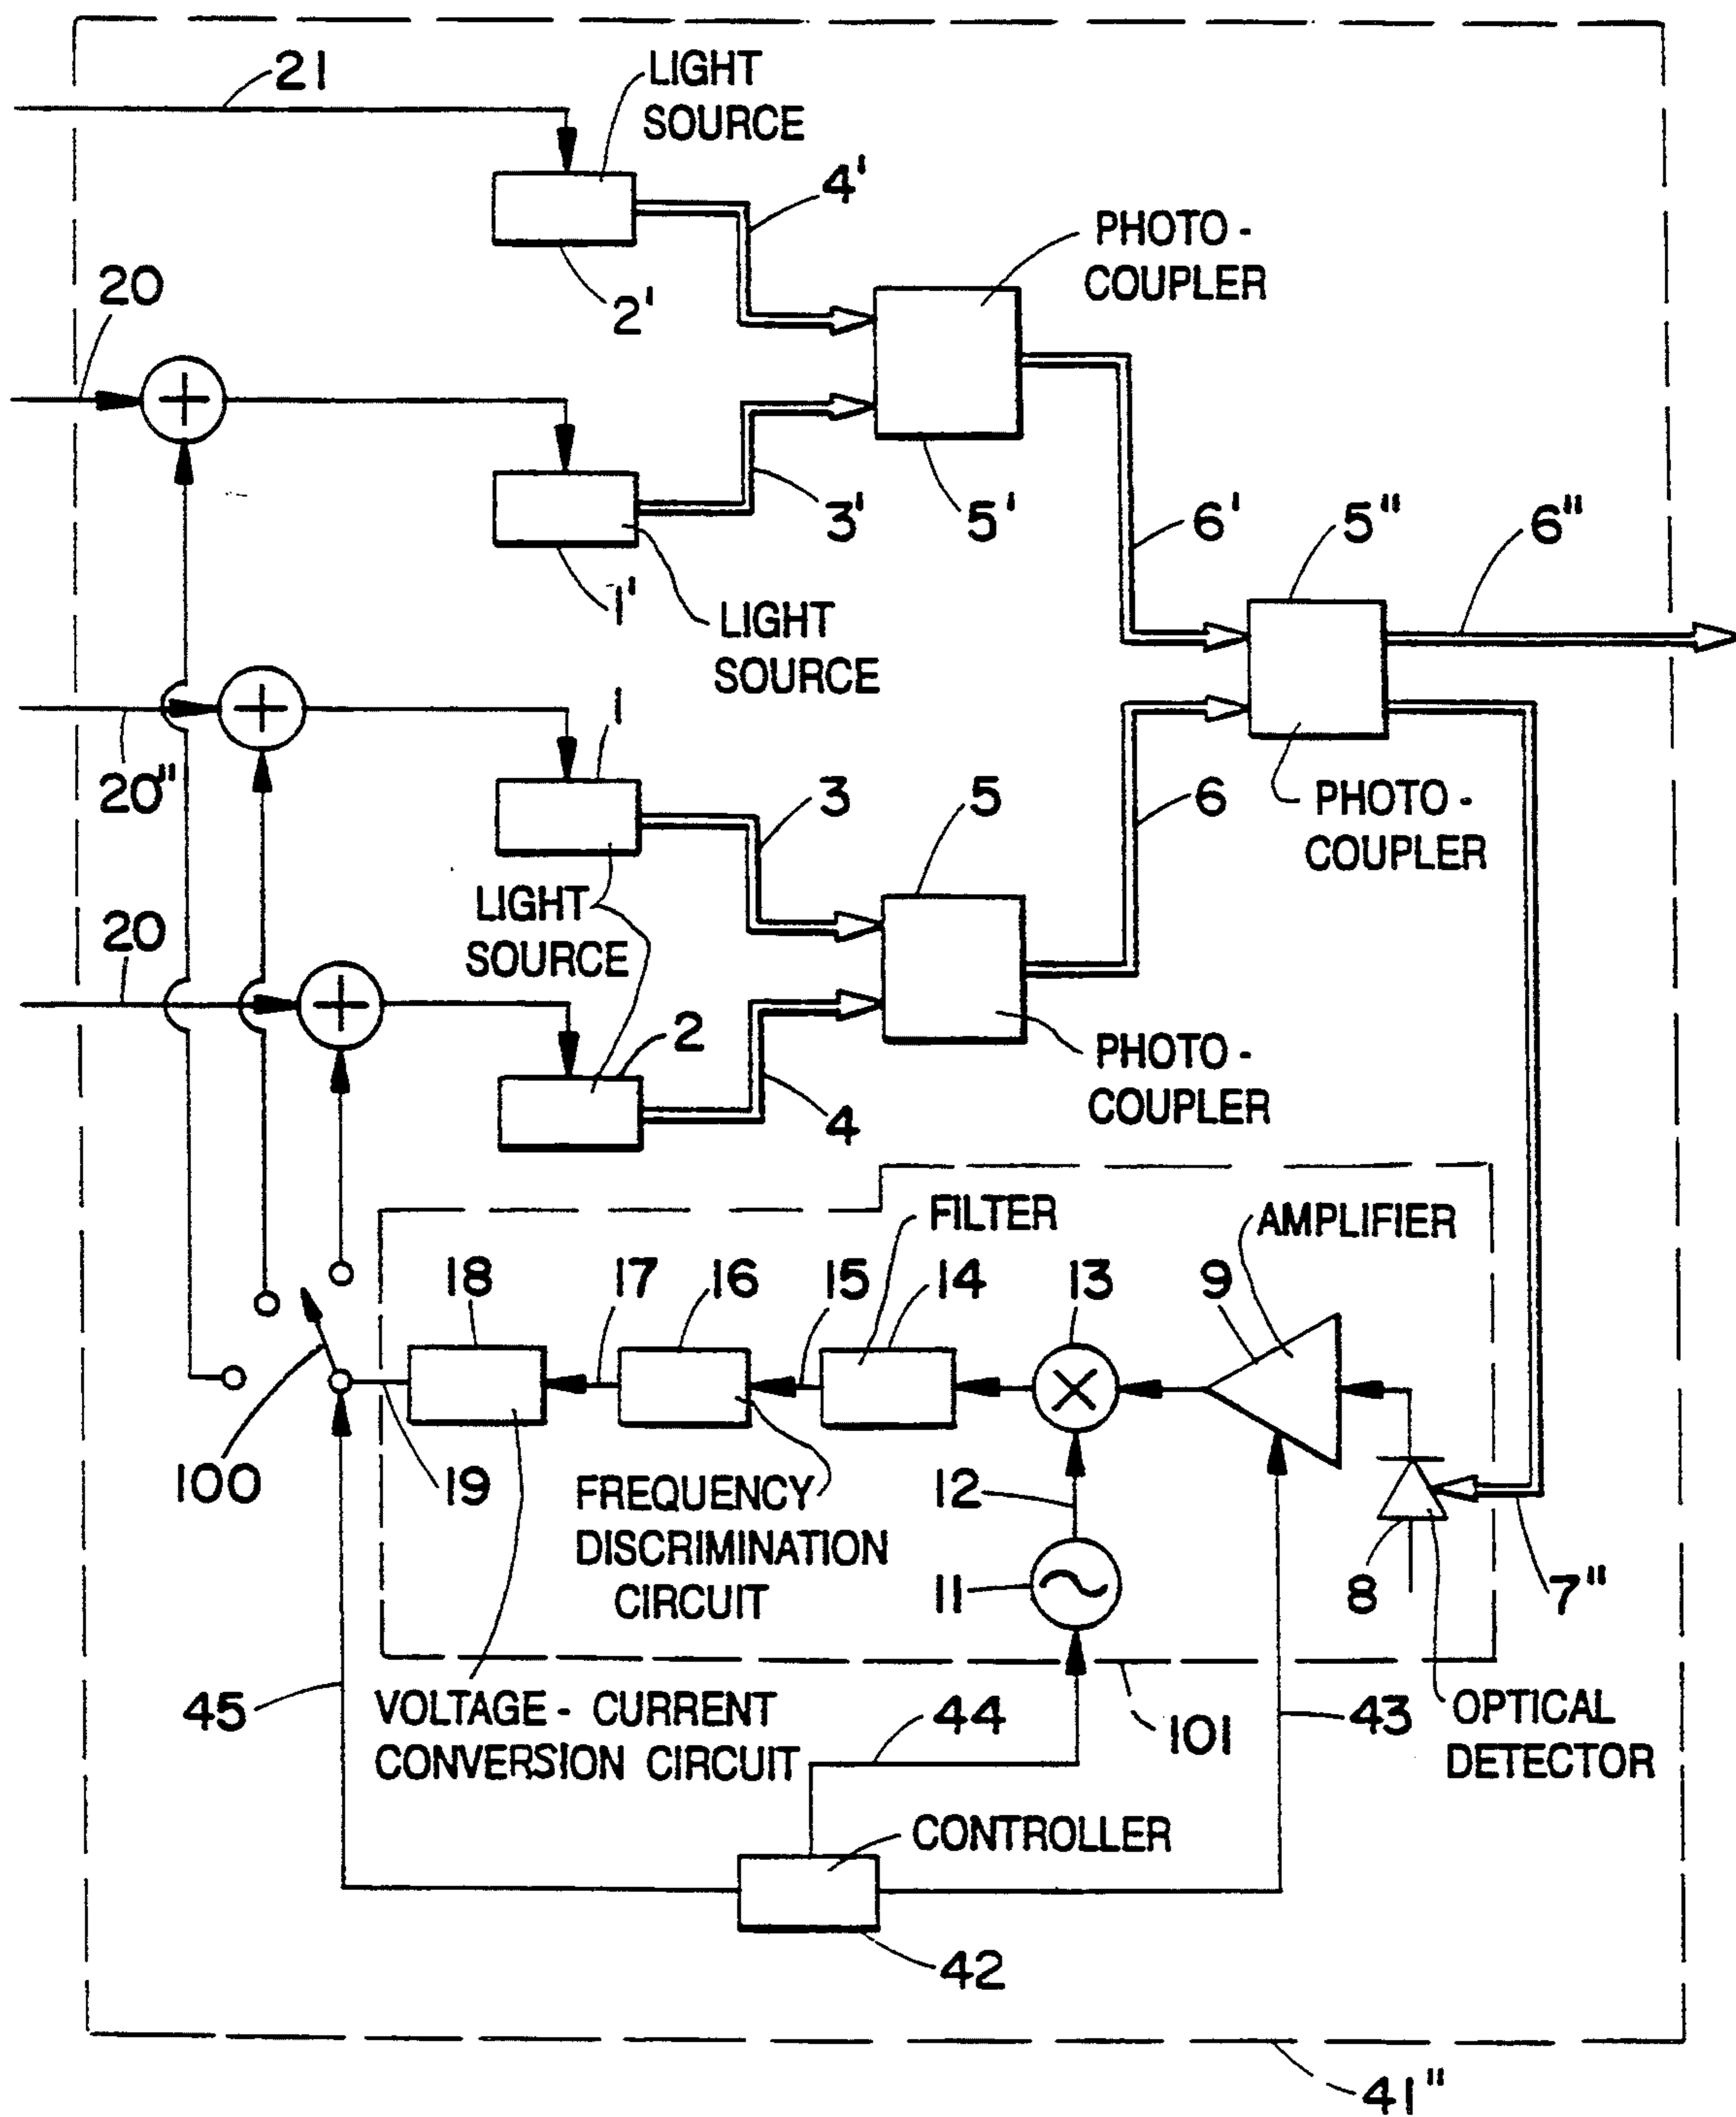 21
LIGHT
SOURCE
4'
PHOTO -
COUPLER
2'
20
3'
5'
6'
5"
6"
1'
LIGHT
SOURCE
1
20"
3
5
6
PHOTO -
COUPLER
LIGHT
SOURCE
20
2
PHOTO -
COUPLER
4
FILTER
AMPLIFIER
18
17
16
15
14
13
9
100
19
FREQUENCY
DISCRIMINATION
CIRCUIT
12
11
8
7"
45
VOLTAGE - CURRENT
CONVERSION CIRCUIT
44
101
43
OPTICAL
DETECTOR
CONTROLLER
42
41"